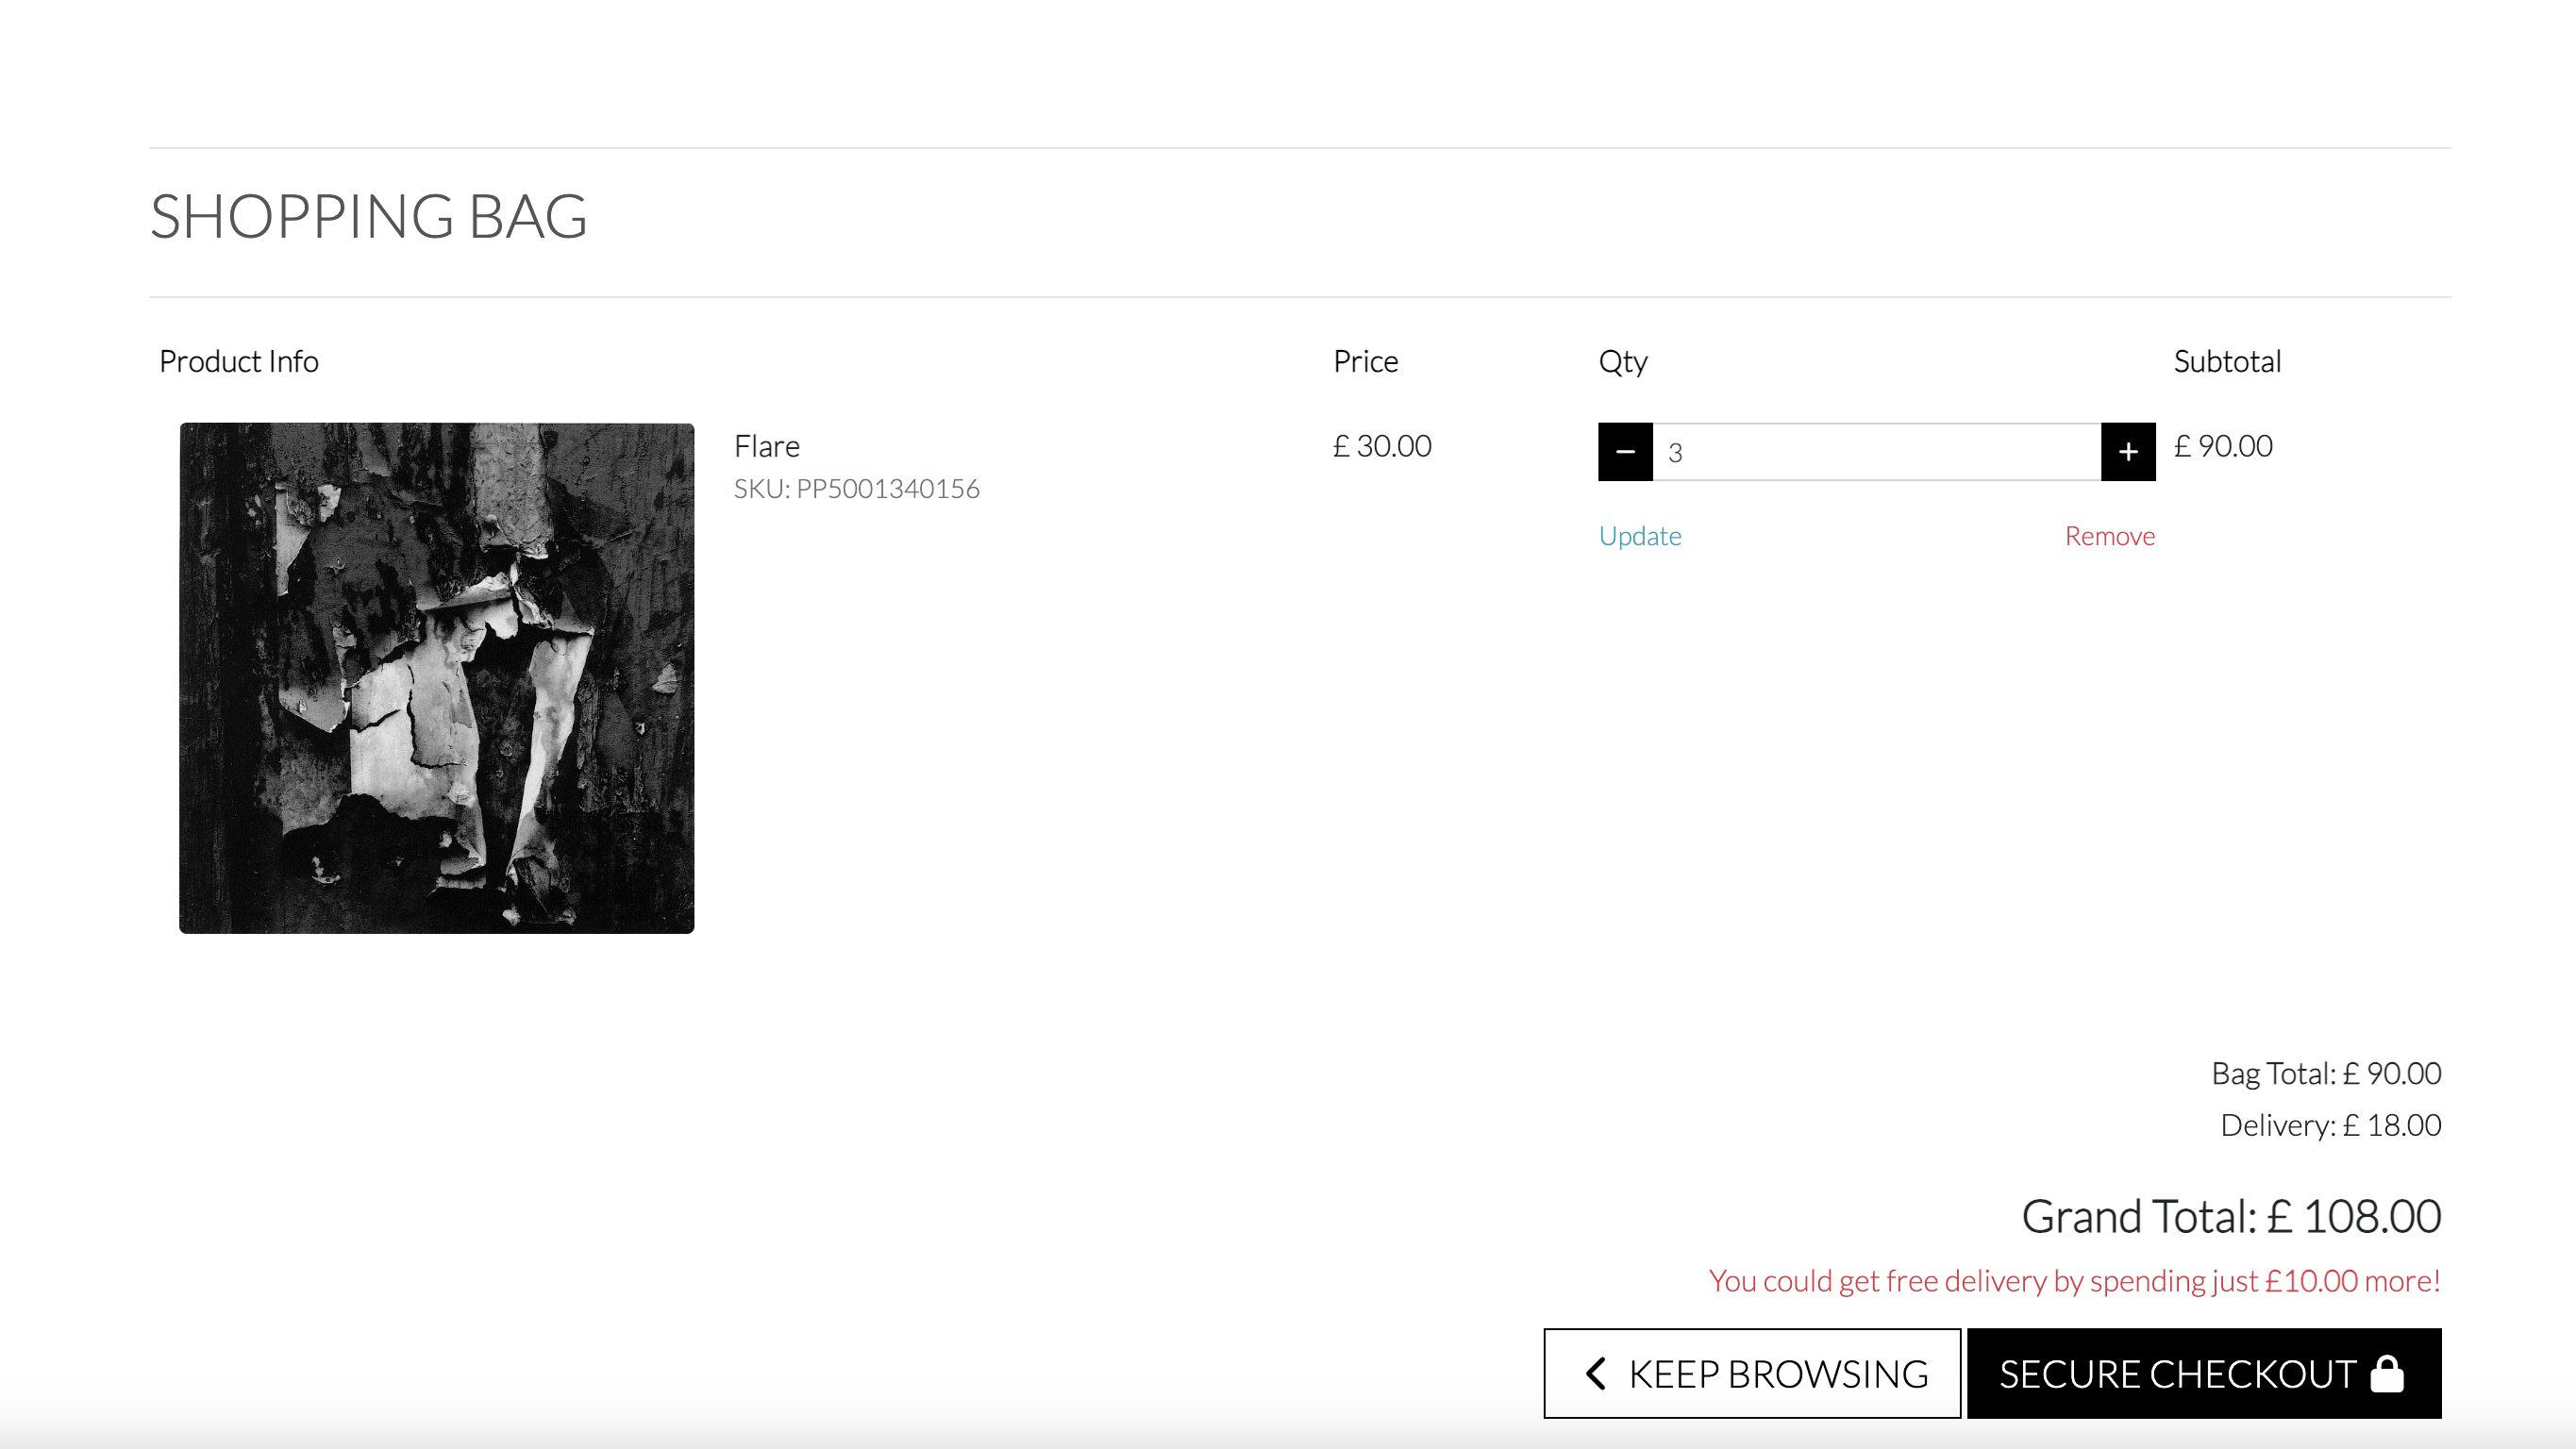 SHOPPING BAG
Product Info Price Qty Subtotal
Flare £ 30.00 3 £ 90.00
SKU: PP5001340156
Update Remove
Bag Total: £ 90.00
Delivery: £ 18.00
Grand Total: £ 108.00
You could get free delivery by spending just £10.00 more!
KEEP BROWSING SECURE CHECKOUT